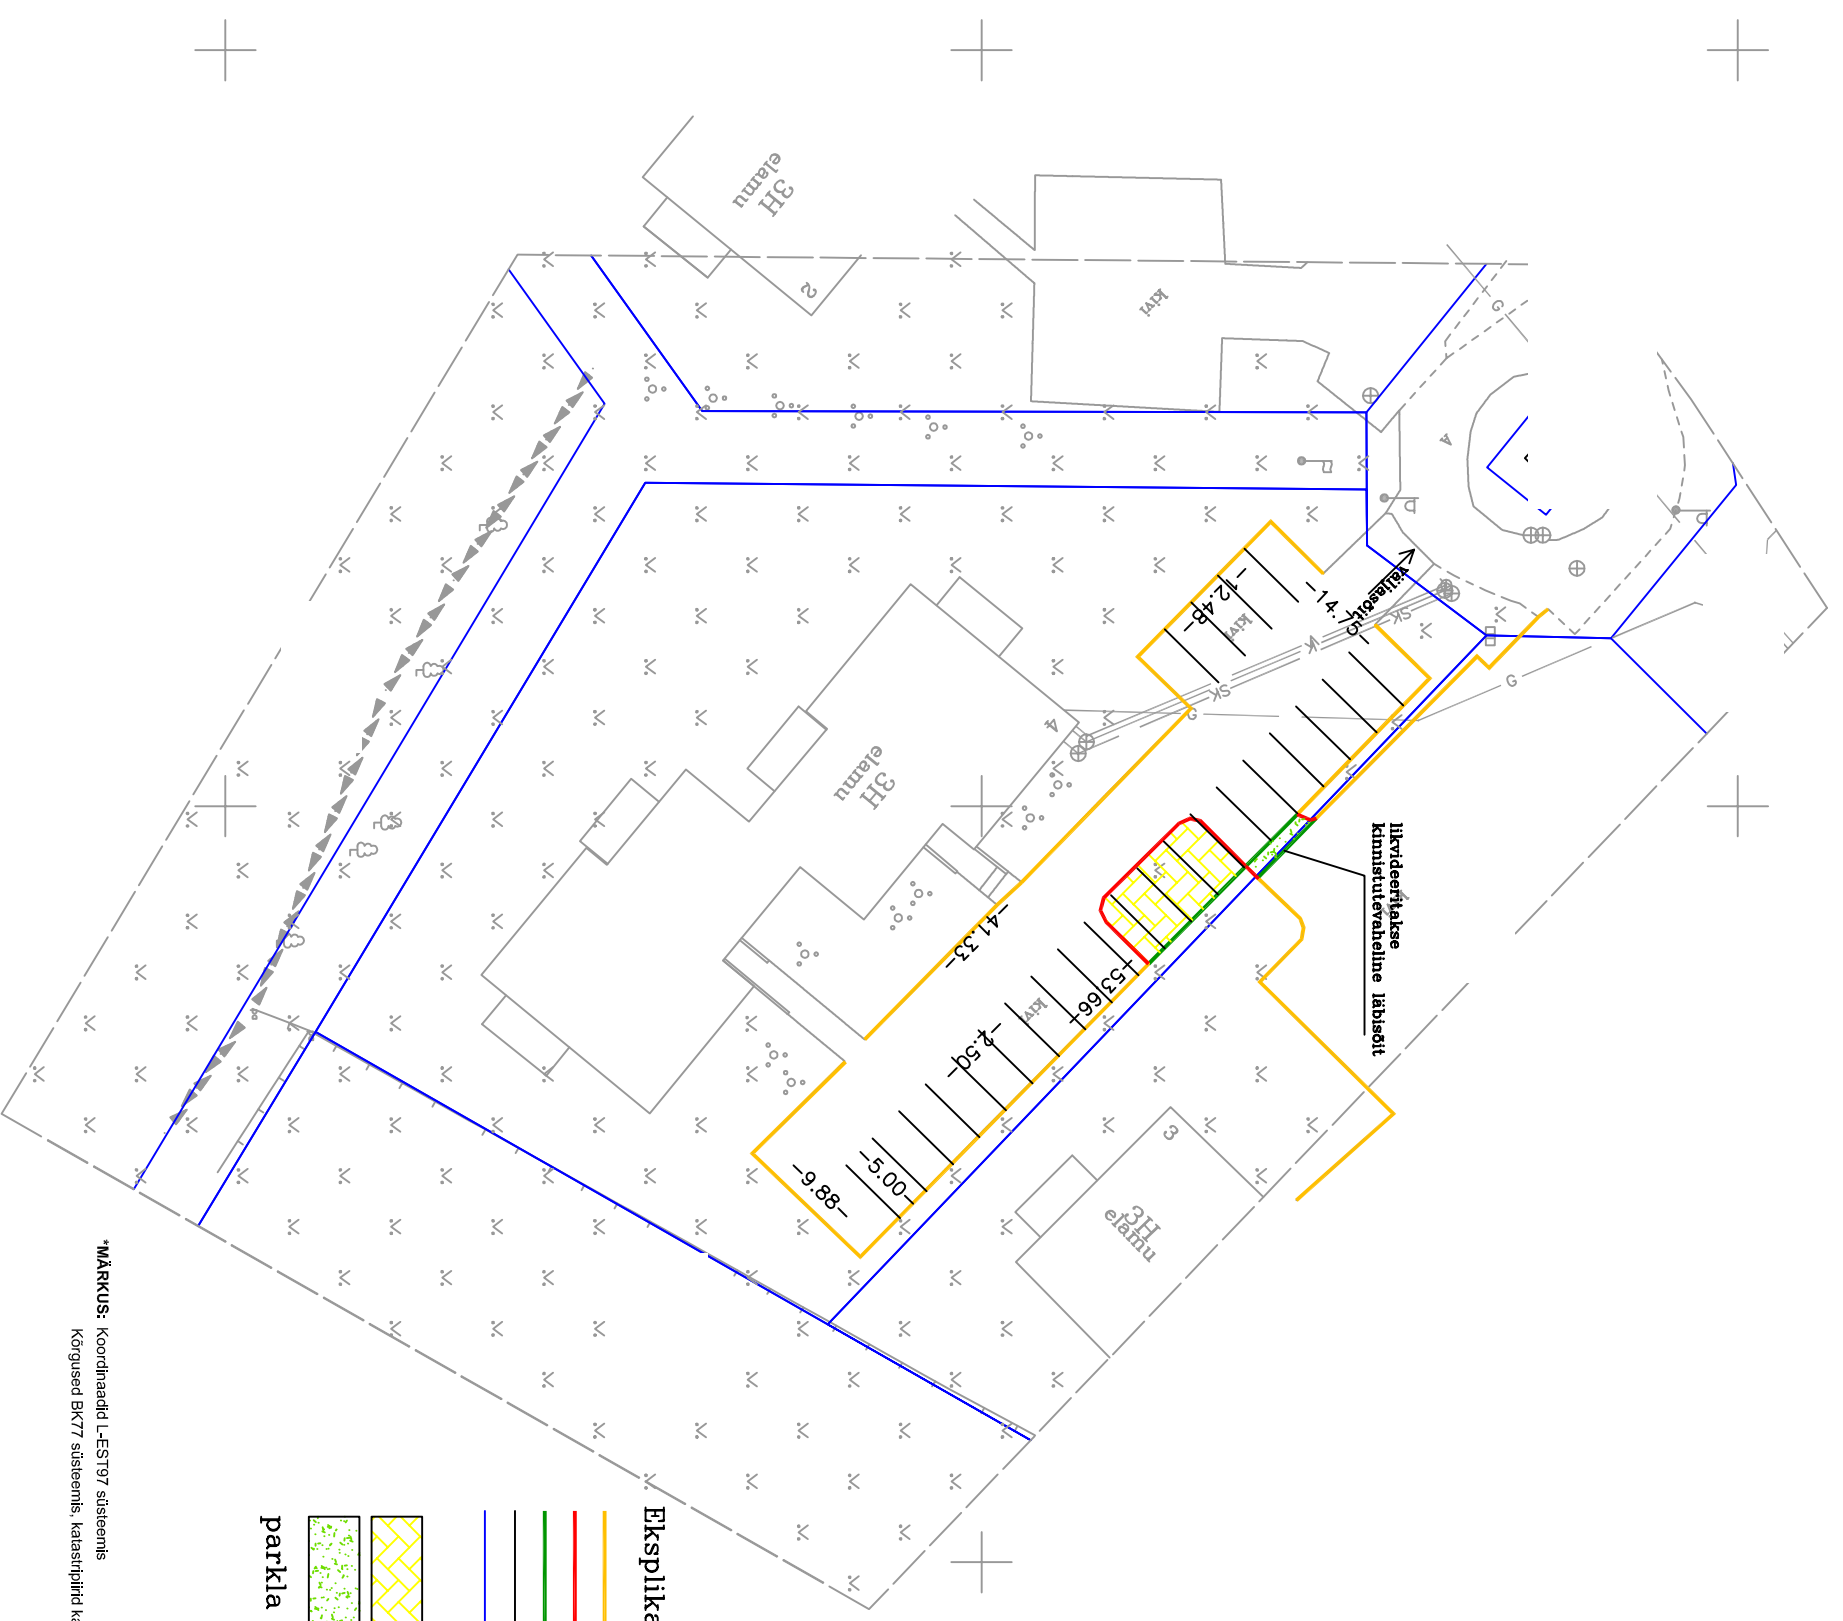 3H
elamu
2
kivi
G
A
-12.48-
-14.75-
väljasõit
kivi
SK
SK
G
G
4
3H
elamu
likvideeritakse
kinnistutevaheline läbisõit
-41.33-
-53.66-
kivi
-2.50-
-5.00-
-9.88-
3
3H
elamu
*MÄRKUS: Koordinaadid L-EST97 süsteemis
Kõrgused BK77 süsteemis, katastripiirid
parkla